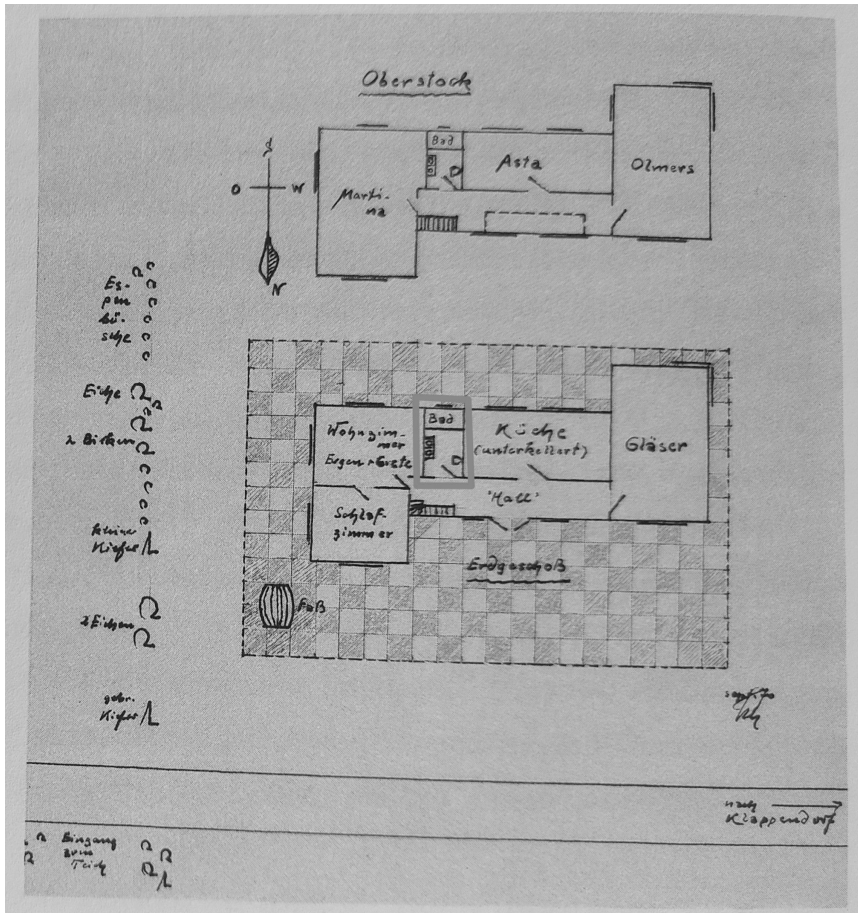 Oberstock
S
O W
N
Bad
Asta
Olmers
Marti-
na
Es-
pen
bü-
sche
Eiche
2 Birken
kleine
Kiefer
2 Eichen
gebr.
Kiefer
Wohnzim-
mer
Eugen + Grete
Bad
Küche
(unterkellert)
Gläser
Schlaf-
zimmer
'Hall'
Erdgeschoß
Faß
nach
Klappendorf
Eingang
zum
Teich